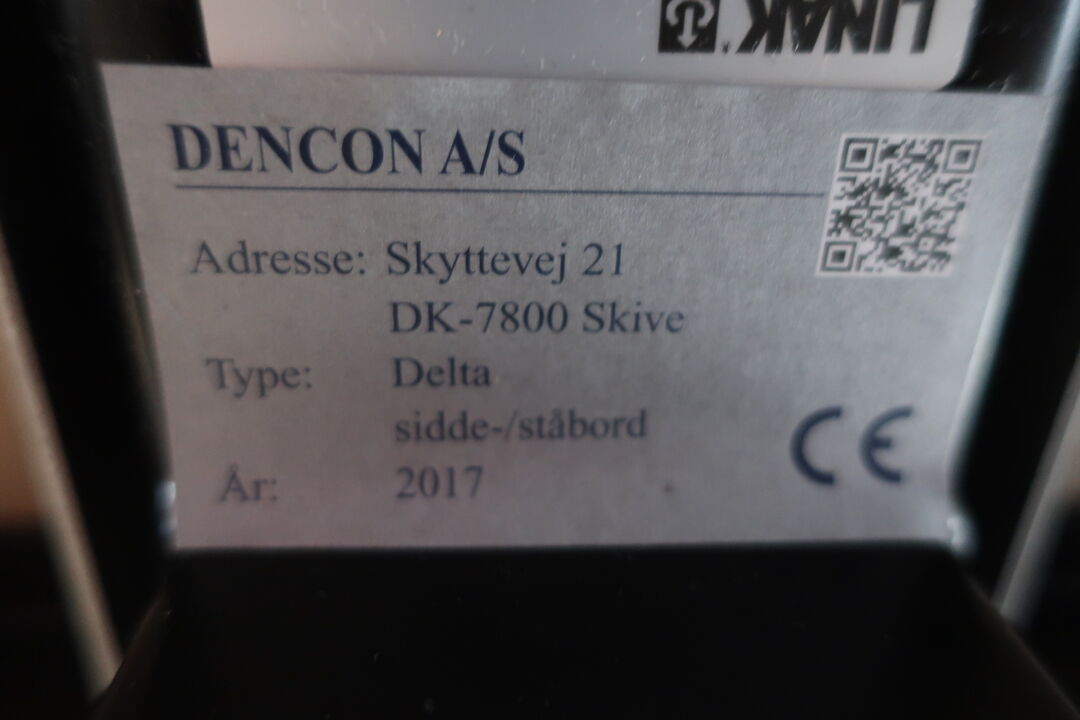 LINAK
DENCON A/S
Adresse: Skyttevej 21
DK-7800 Skive
Type: Delta
sidde-/ståbord
År: 2017
CE